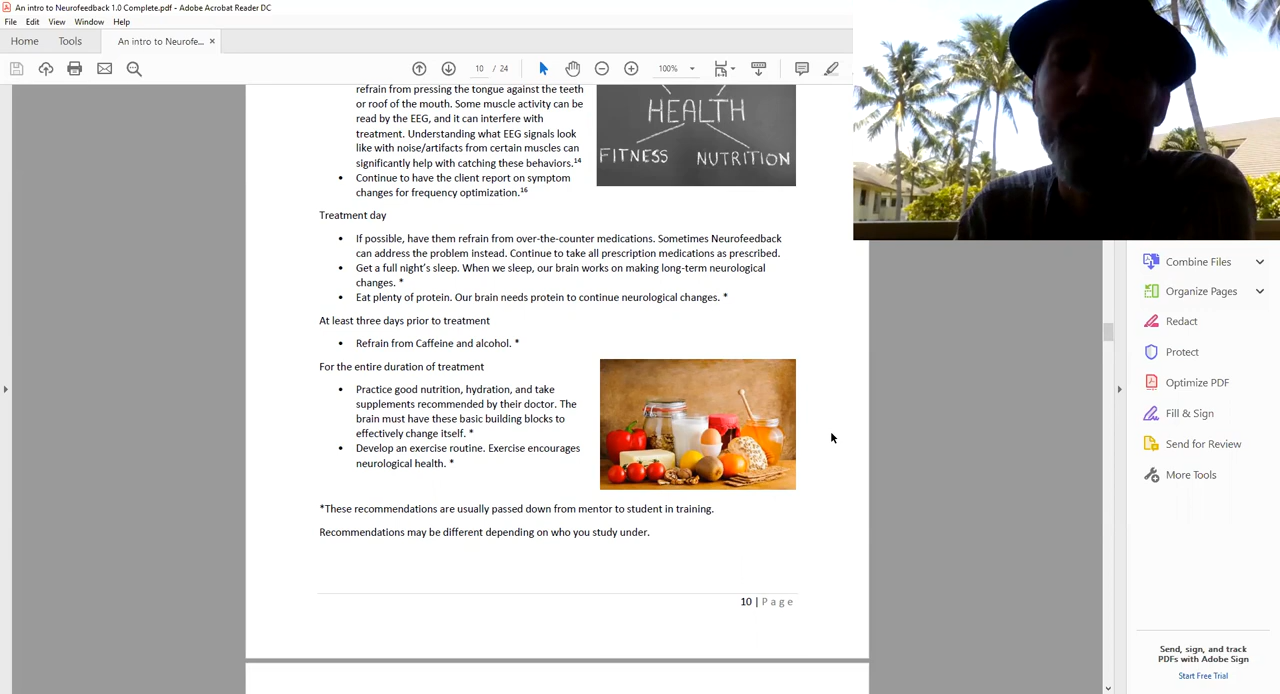 An intro to Neurofeedback 1.0 Complete.pdf - Adobe Acrobat Reader DC
File Edit View Window Help
Home Tools An intro to Neurofe... ×
10 / 24 100%
refrain from pressing the tongue against the teeth
or roof of the mouth. Some muscle activity can be
read by the EEG, and it can interfere with
treatment. Understanding what EEG signals look
like with noise/artifacts from certain muscles can
significantly help with catching these behaviors.14
• Continue to have the client report on symptom
changes for frequency optimization.16
HEALTH
FITNESS NUTRITION
Treatment day
• If possible, have them refrain from over-the-counter medications. Sometimes Neurofeedback
can address the problem instead. Continue to take all prescription medications as prescribed.
• Get a full night's sleep. When we sleep, our brain works on making long-term neurological
changes. *
• Eat plenty of protein. Our brain needs protein to continue neurological changes. *
At least three days prior to treatment
• Refrain from Caffeine and alcohol. *
For the entire duration of treatment
• Practice good nutrition, hydration, and take
supplements recommended by their doctor. The
brain must have these basic building blocks to
effectively change itself. *
• Develop an exercise routine. Exercise encourages
neurological health. *
*These recommendations are usually passed down from mentor to student in training.
Recommendations may be different depending on who you study under.
10 | Page
Combine Files
Organize Pages
Redact
Protect
Optimize PDF
Fill & Sign
Send for Review
More Tools
Send, sign, and track
PDFs with Adobe Sign
Start Free Trial